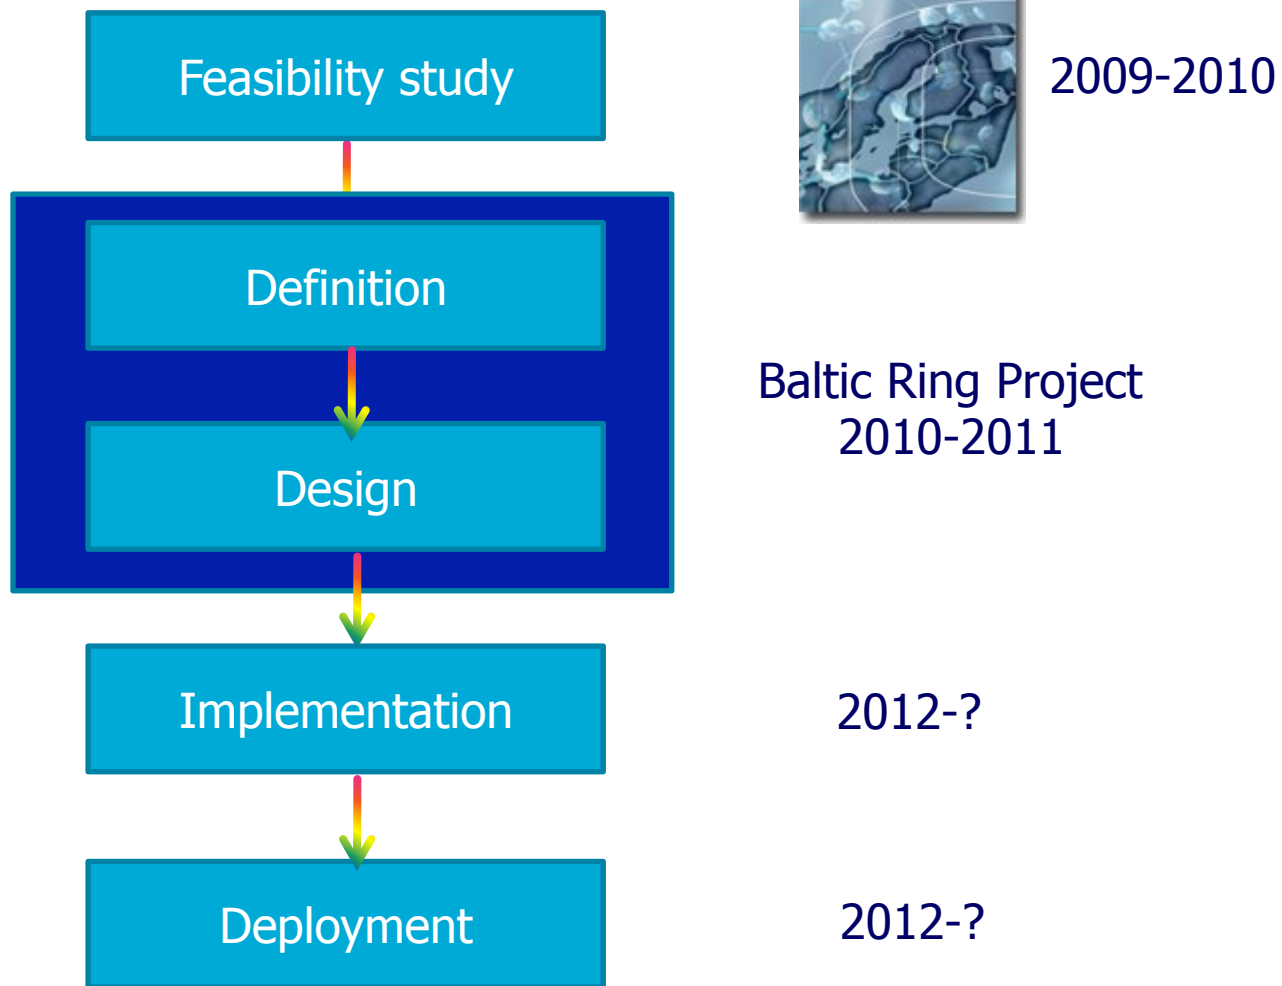 Feasibility study
2009-2010
Definition
Baltic Ring Project
2010-2011
Design
Implementation
2012-?
Deployment
2012-?